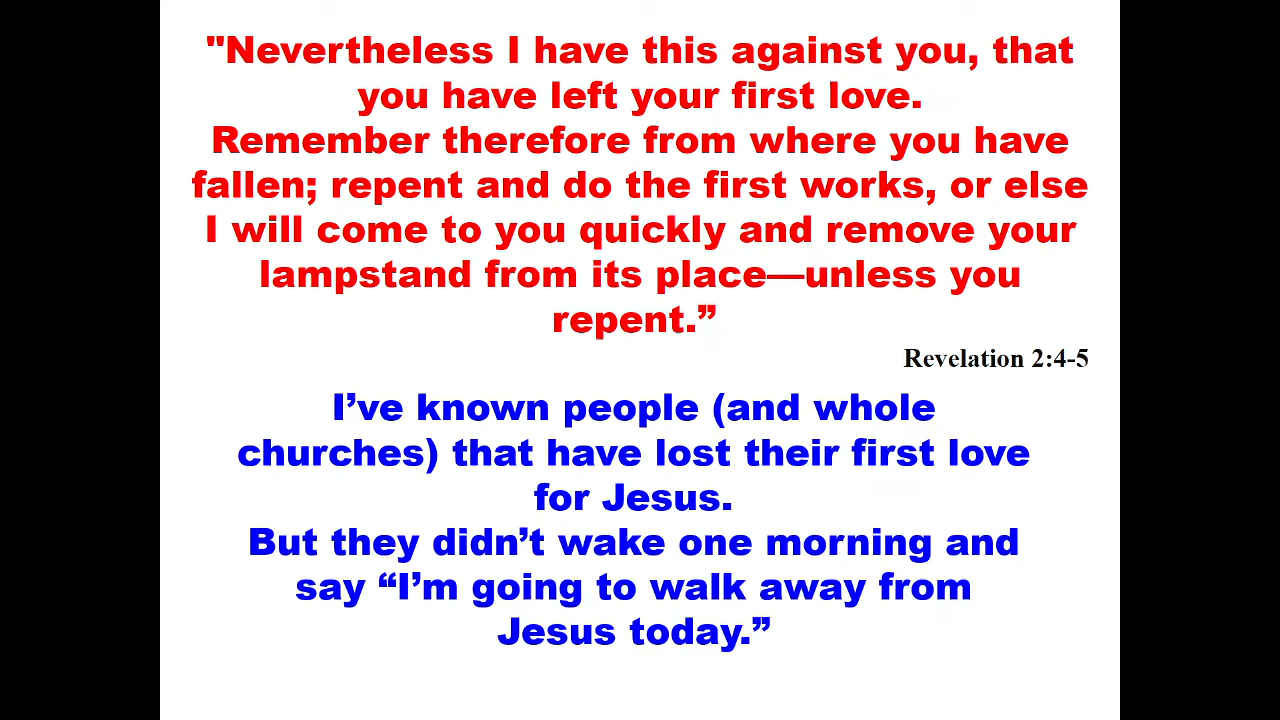 "Nevertheless I have this against you, that
you have left your first love.
Remember therefore from where you have
fallen; repent and do the first works, or else
I will come to you quickly and remove your
lampstand from its place—unless you
repent.”
Revelation 2:4-5
I’ve known people (and whole
churches) that have lost their first love
for Jesus.
But they didn’t wake one morning and
say “I’m going to walk away from
Jesus today.”